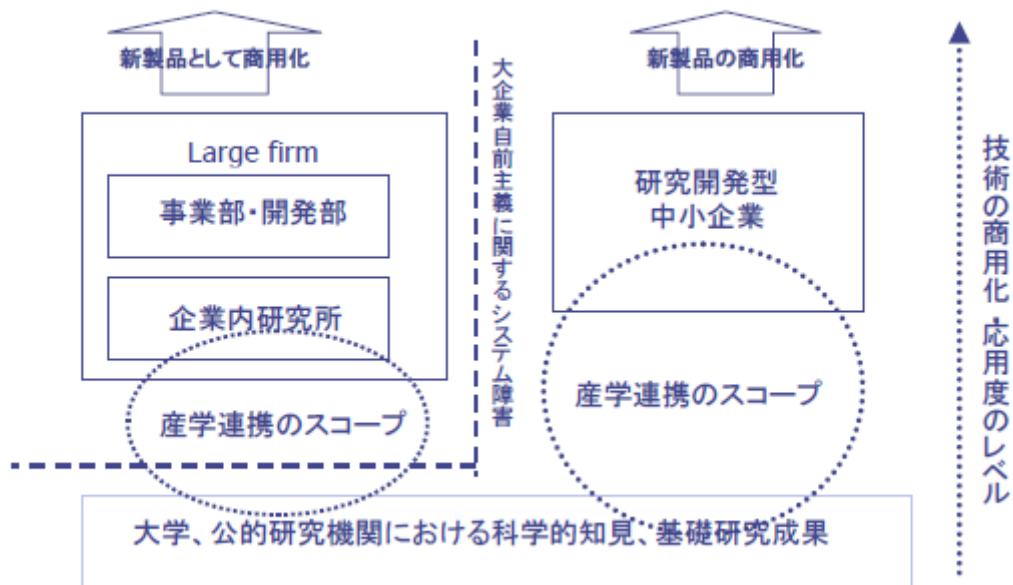 新製品として商用化
新製品の商用化
大企業自前主義に関するシステム障害
Large firm
事業部・開発部
企業内研究所
産学連携のスコープ
研究開発型
中小企業
産学連携のスコープ
技術の商用化・応用度のレベル
大学、公的研究機関における科学的知見、基礎研究成果